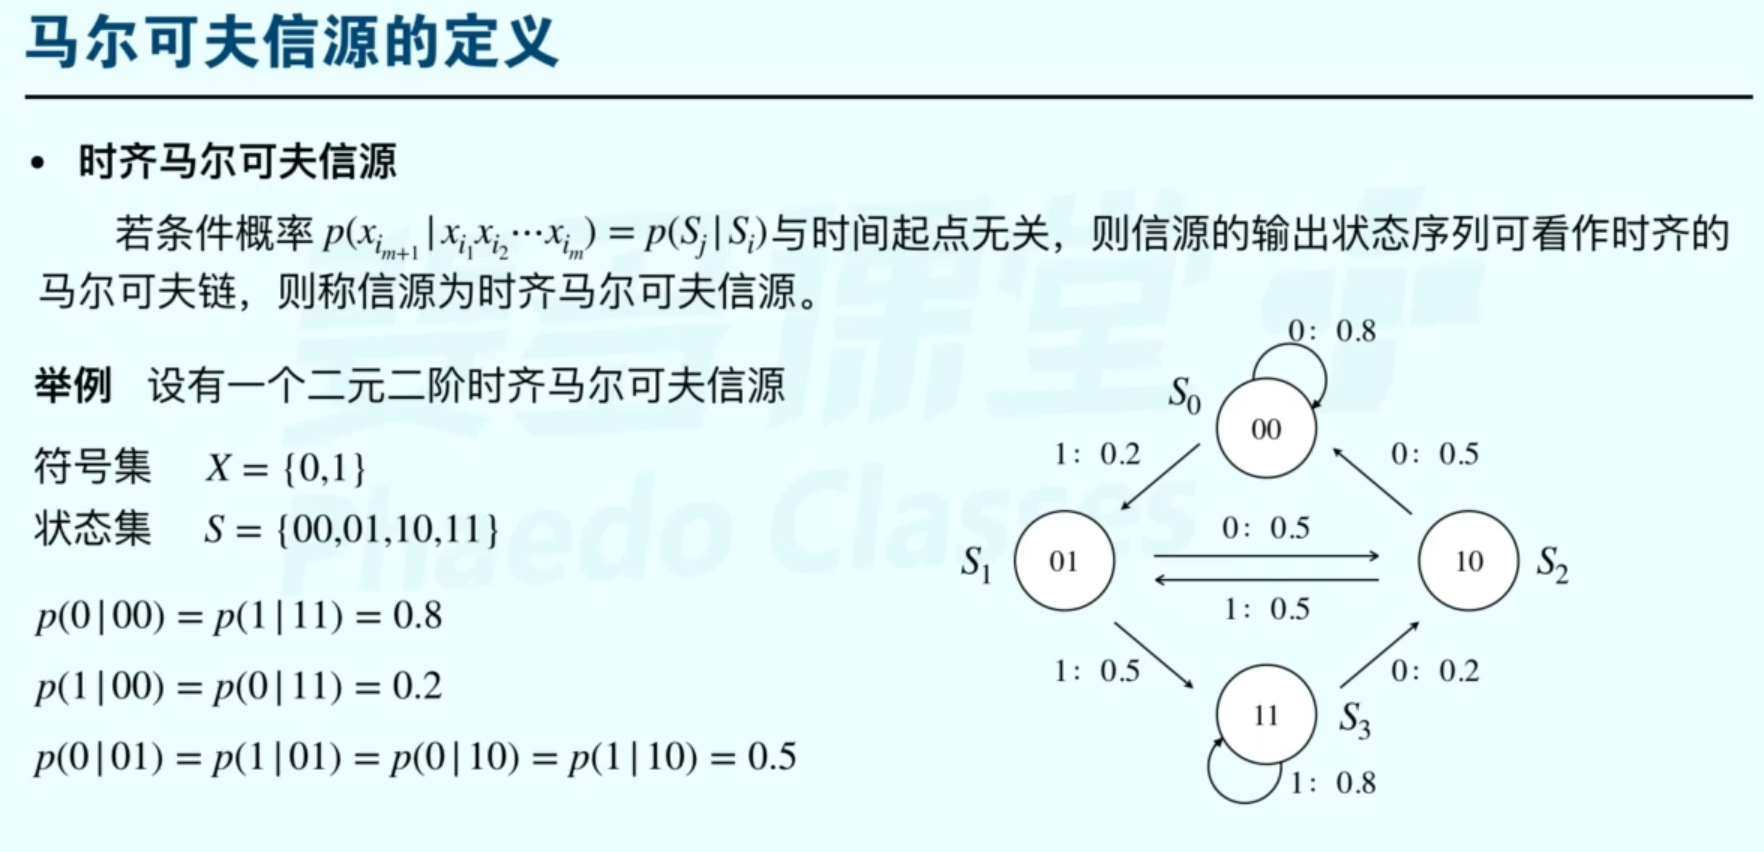 马尔可夫信源的定义
• 时齐马尔可夫信源
若条件概率 p(x_{i_{m+1}} | x_{i_1} x_{i_2} ⋯ x_{i_m}) = p(S_j | S_i)与时间起点无关，则信源的输出状态序列可看作时齐的
马尔可夫链，则称信源为时齐马尔可夫信源。
举例 设有一个二元二阶时齐马尔可夫信源
符号集 X = {0,1}
状态集 S = {00,01,10,11}
p(0|00) = p(1|11) = 0.8
p(1|00) = p(0|11) = 0.2
p(0|01) = p(1|01) = p(0|10) = p(1|10) = 0.5
0: 0.8
S_0
00
1: 0.2
0: 0.5
0: 0.5
S_1
01
10
S_2
1: 0.5
1: 0.5
0: 0.2
11
S_3
1: 0.8
课堂
Phaedo Classes